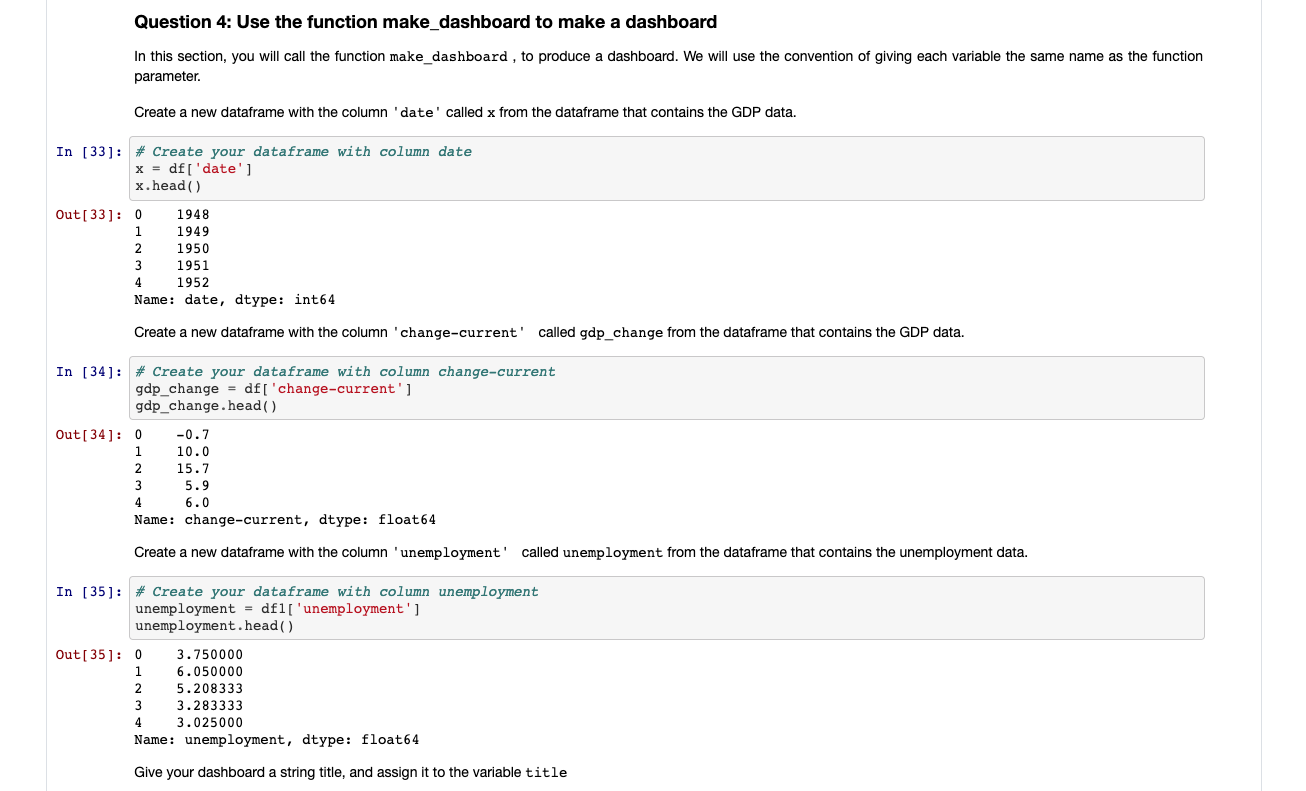 Question 4: Use the function make_dashboard to make a dashboard
In this section, you will call the function make_dashboard , to produce a dashboard. We will use the convention of giving each variable the same name as the function
parameter.
Create a new dataframe with the column 'date' called x from the dataframe that contains the GDP data.
In [33]: # Create your dataframe with column date
x = df['date']
x.head()
Out[33]: 0    1948
1    1949
2    1950
3    1951
4    1952
Name: date, dtype: int64
Create a new dataframe with the column 'change-current' called gdp_change from the dataframe that contains the GDP data.
In [34]: # Create your dataframe with column change-current
gdp_change = df['change-current']
gdp_change.head()
Out[34]: 0    -0.7
1    10.0
2    15.7
3     5.9
4     6.0
Name: change-current, dtype: float64
Create a new dataframe with the column 'unemployment' called unemployment from the dataframe that contains the unemployment data.
In [35]: # Create your dataframe with column unemployment
unemployment = df1['unemployment']
unemployment.head()
Out[35]: 0    3.750000
1    6.050000
2    5.208333
3    3.283333
4    3.025000
Name: unemployment, dtype: float64
Give your dashboard a string title, and assign it to the variable title